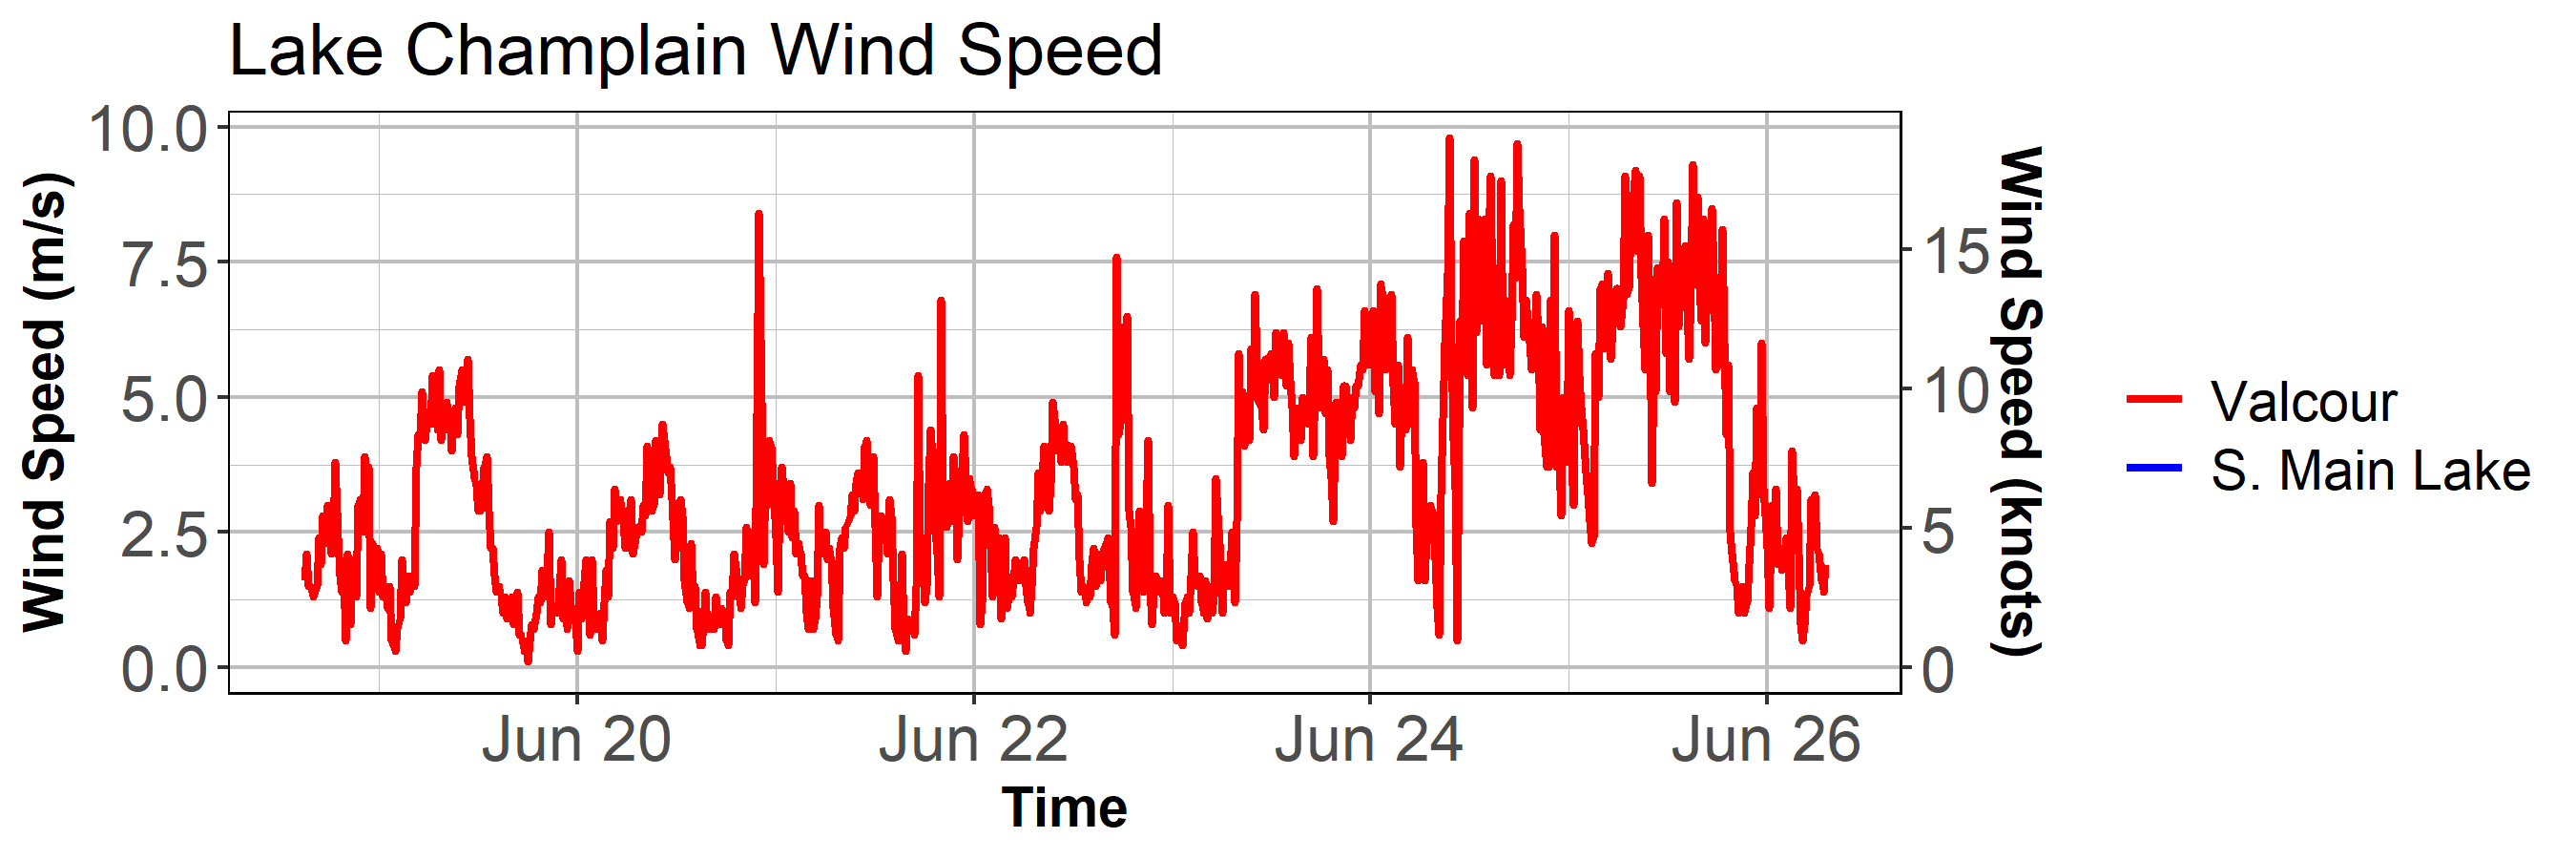 Lake Champlain Wind Speed
Wind Speed (m/s)
10.0
7.5
5.0
2.5
0.0
15
10
5
0
Wind Speed (knots)
Jun 20
Jun 22
Jun 24
Jun 26
Time
Valcour
S. Main Lake